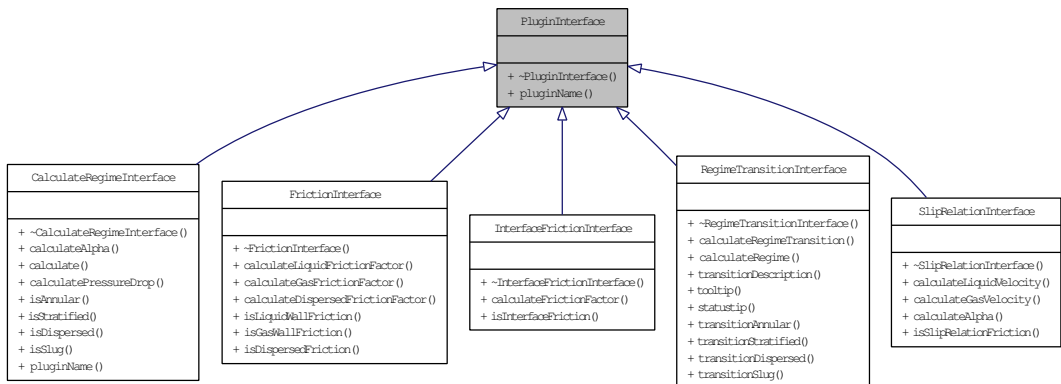 PluginInterface
+ ~PluginInterface()
+ pluginName()
CalculateRegimeInterface
+ ~CalculateRegimeInterface()
+ calculateAlpha()
+ calculate()
+ calculatePressureDrop()
+ isAnnular()
+ isStratified()
+ isDispersed()
+ isSlug()
+ pluginName()
FrictionInterface
+ ~FrictionInterface()
+ calculateLiquidFrictionFactor()
+ calculateGasFrictionFactor()
+ calculateDispersedFrictionFactor()
+ isLiquidWallFriction()
+ isGasWallFriction()
+ isDispersedFriction()
InterfaceFrictionInterface
+ ~InterfaceFrictionInterface()
+ calculateFrictionFactor()
+ isInterfaceFriction()
RegimeTransitionInterface
+ ~RegimeTransitionInterface()
+ calculateRegimeTransition()
+ calculateRegime()
+ transitionDescription()
+ tooltip()
+ statustip()
+ transitionAnnular()
+ transitionStratified()
+ transitionDispersed()
+ transitionSlug()
SlipRelationInterface
+ ~SlipRelationInterface()
+ calculateLiquidVelocity()
+ calculateGasVelocity()
+ calculateAlpha()
+ isSlipRelationFriction()